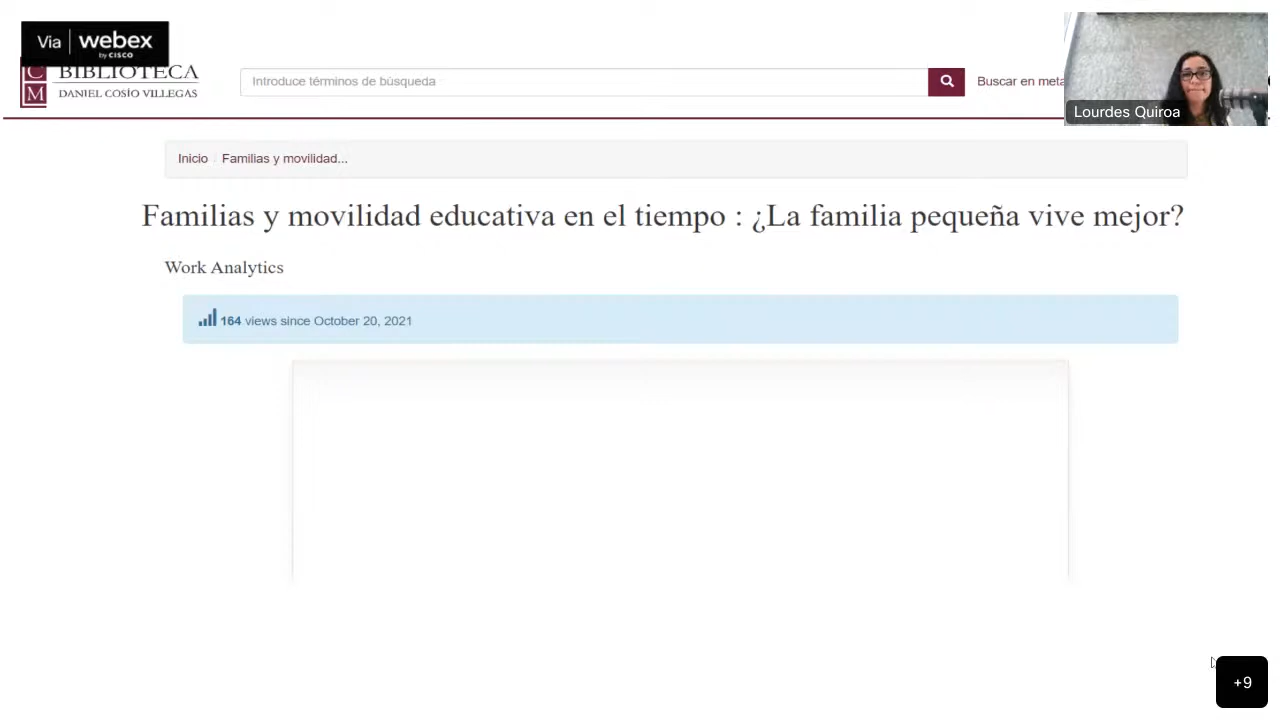 Via webex
by CISCO
C BIBLIOTECA
M DANIEL COSÍO VILLEGAS
Introduce términos de búsqueda
Buscar en meta
Lourdes Quiroa
Inicio / Familias y movilidad...
Familias y movilidad educativa en el tiempo : ¿La familia pequeña vive mejor?
Work Analytics
164 views since October 20, 2021
+9